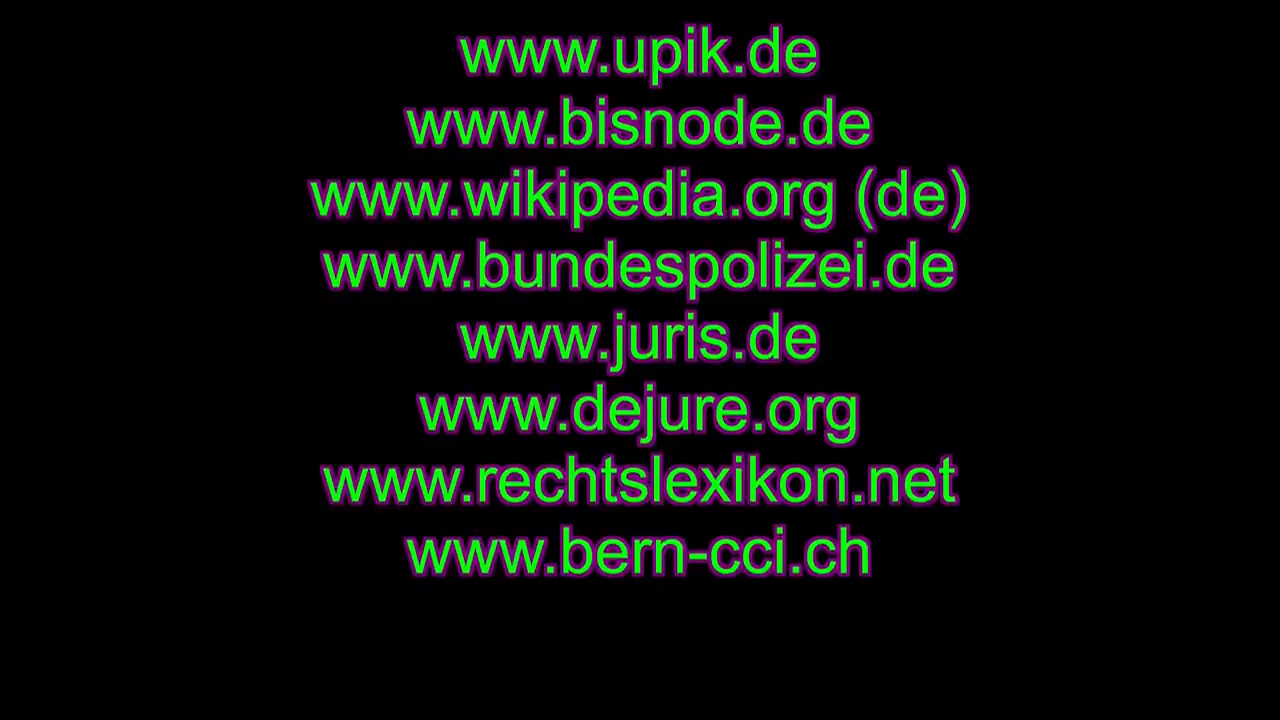 www.upik.de
www.bisnode.de
www.wikipedia.org (de)
www.bundespolizei.de
www.juris.de
www.dejure.org
www.rechtslexikon.net
www.bern-cci.ch